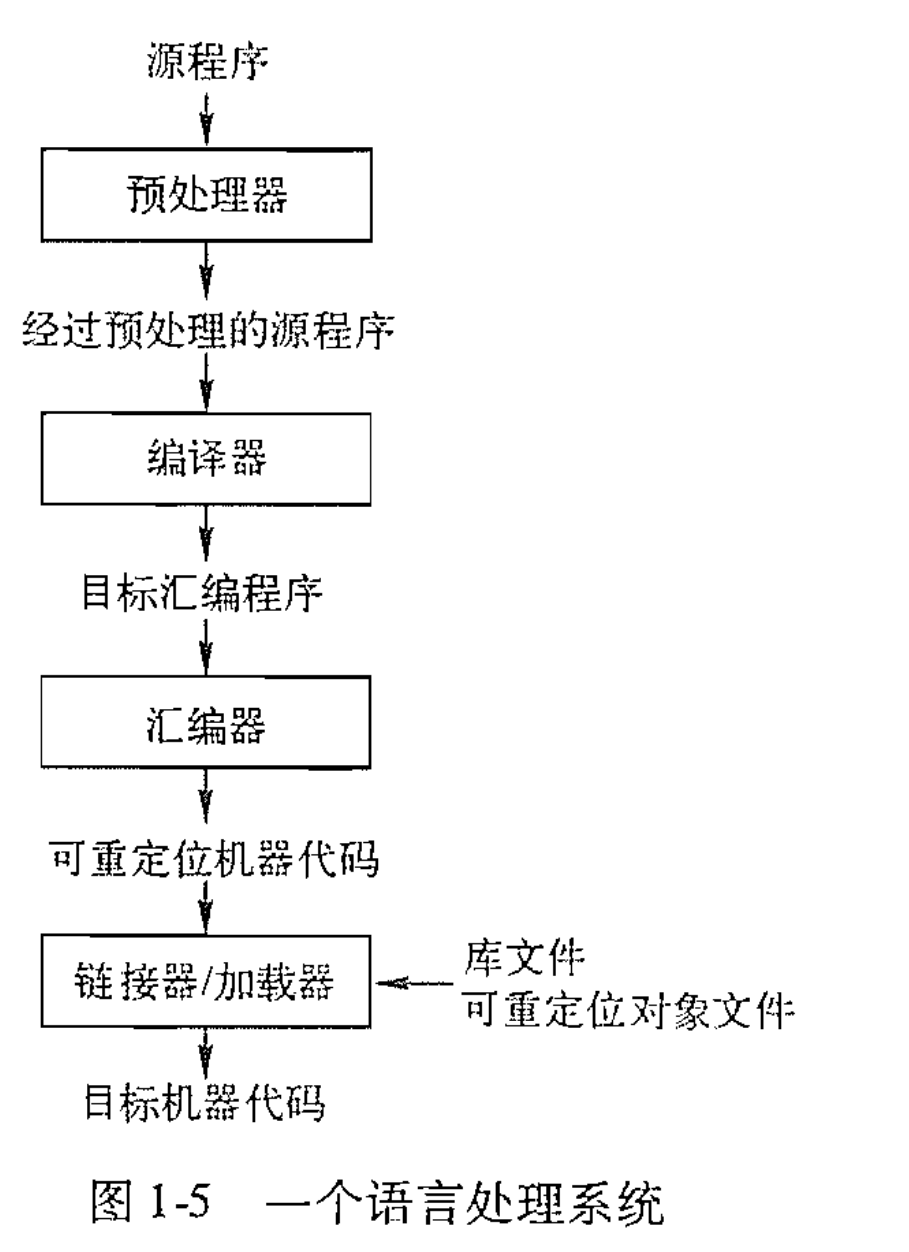 源程序
预处理器
经过预处理的源程序
编译器
目标汇编程序
汇编器
可重定位机器代码
链接器/加载器
库文件
可重定位对象文件
目标机器代码
图 1-5 一个语言处理系统